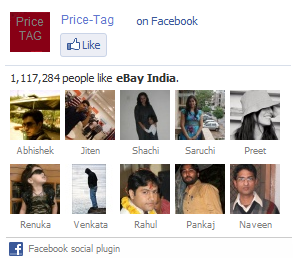 Price
TAG
Price-Tag on Facebook
Like
1,117,284 people like eBay India.
Abhishek Jiten Shachi Saruchi Preet
Renuka Venkata Rahul Pankaj Naveen
Facebook social plugin